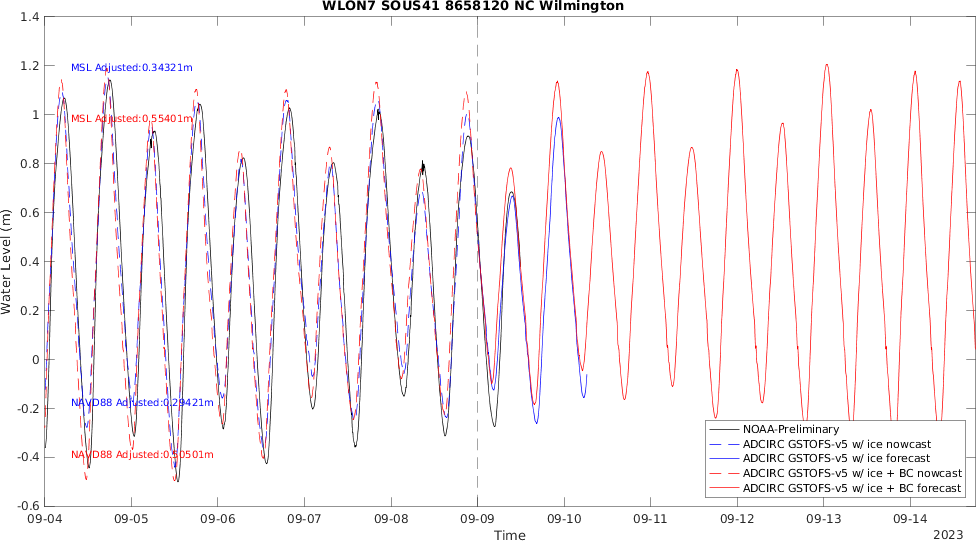 WLON7 SOUS41 8658120 NC Wilmington
1.4
1.2
1
0.8
0.6
0.4
0.2
0
-0.2
-0.4
-0.6
Water Level (m)
MSL Adjusted:0.34321m
MSL Adjusted:0.55401m
NAVD88 Adjusted:0.29421m
NAVD88 Adjusted:0.50501m
NOAA-Preliminary
ADCIRC GSTOFS-v5 w/ ice nowcast
ADCIRC GSTOFS-v5 w/ ice forecast
ADCIRC GSTOFS-v5 w/ ice + BC nowcast
ADCIRC GSTOFS-v5 w/ ice + BC forecast
09-04 09-05 09-06 09-07 09-08 09-09 09-10 09-11 09-12 09-13 09-14
Time
2023